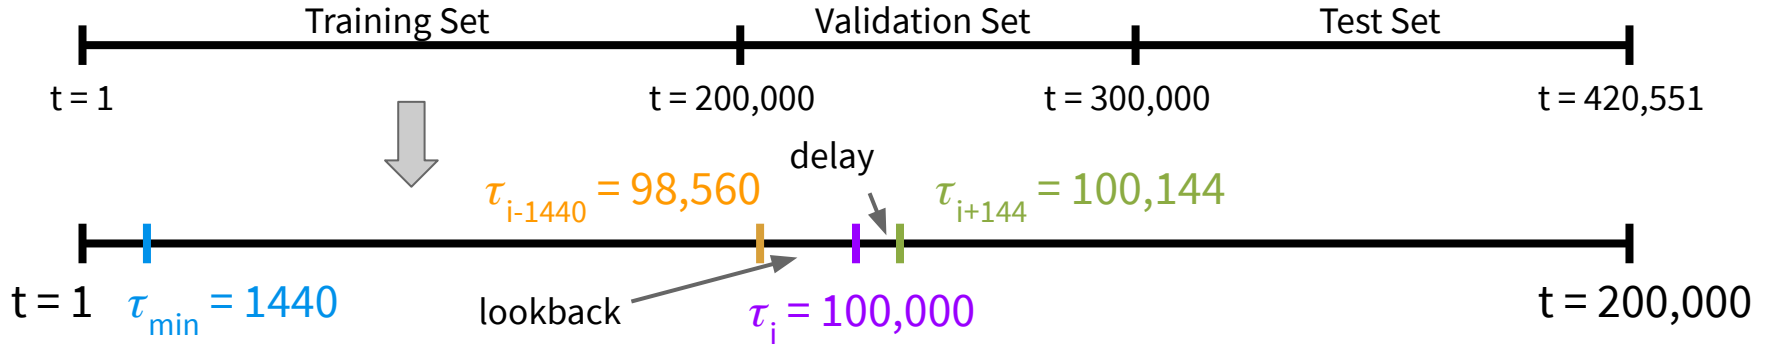 Training Set Validation Set Test Set
t = 1 t = 200,000 t = 300,000 t = 420,551
delay
τi-1440 = 98,560 τi+144 = 100,144
t = 1 τmin = 1440 lookback τi = 100,000 t = 200,000